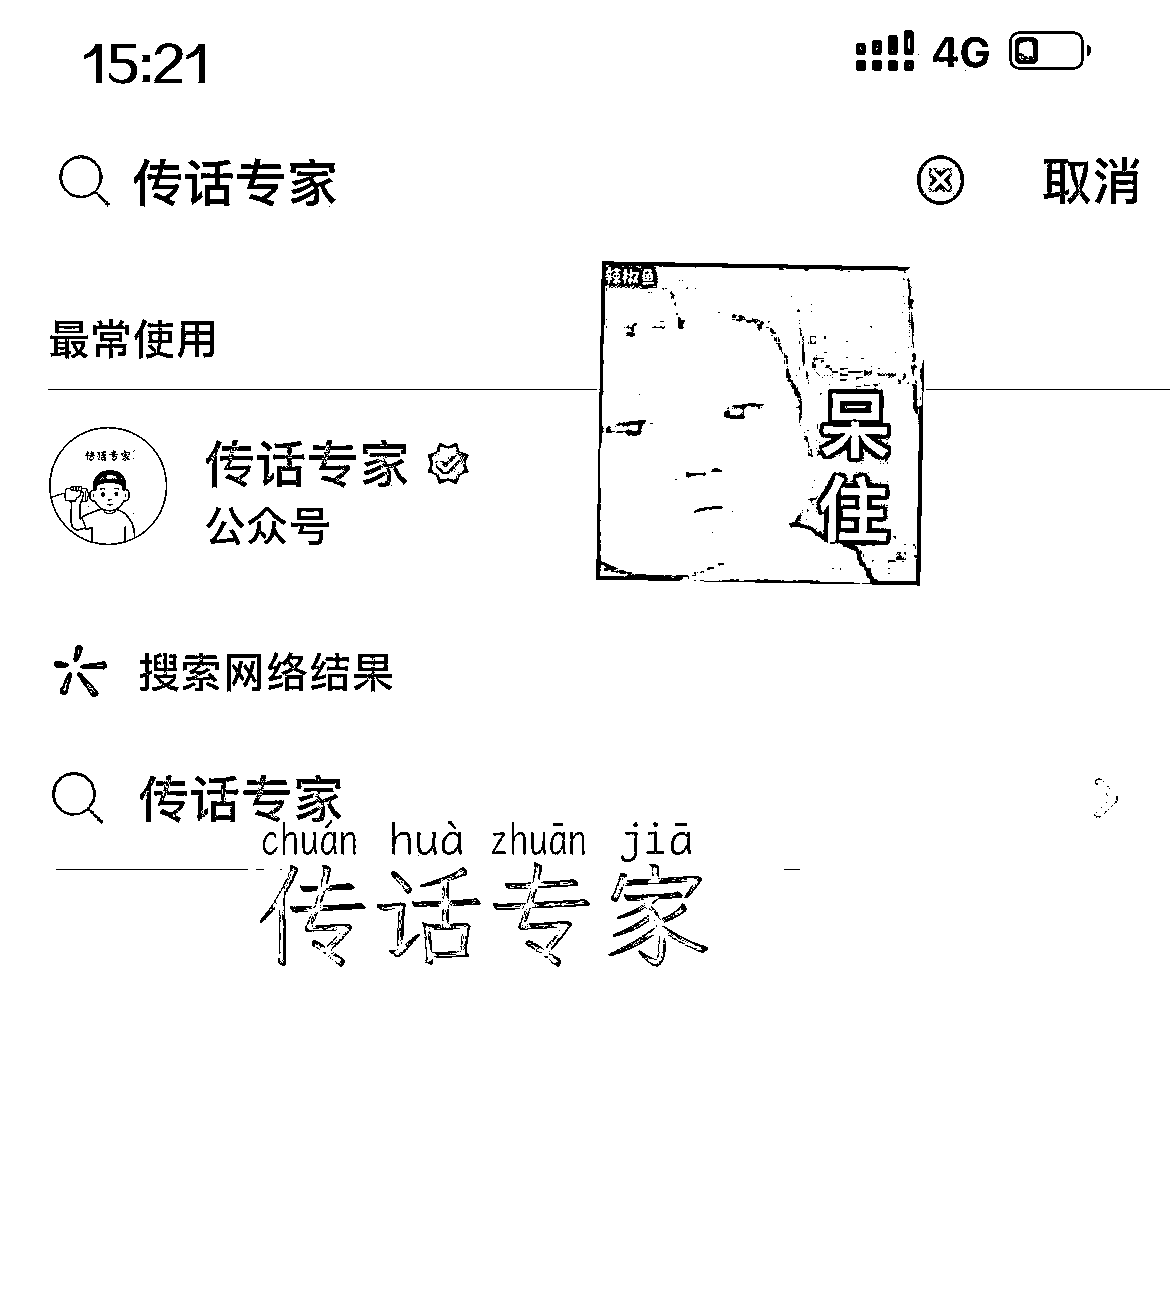 15:21 4G
传话专家 取消
辣椒鱼
最常使用
呆住
传话专家
传话专家
公众号
搜索网络结果
传话专家
chuán huà zhuān jiā
传话专家